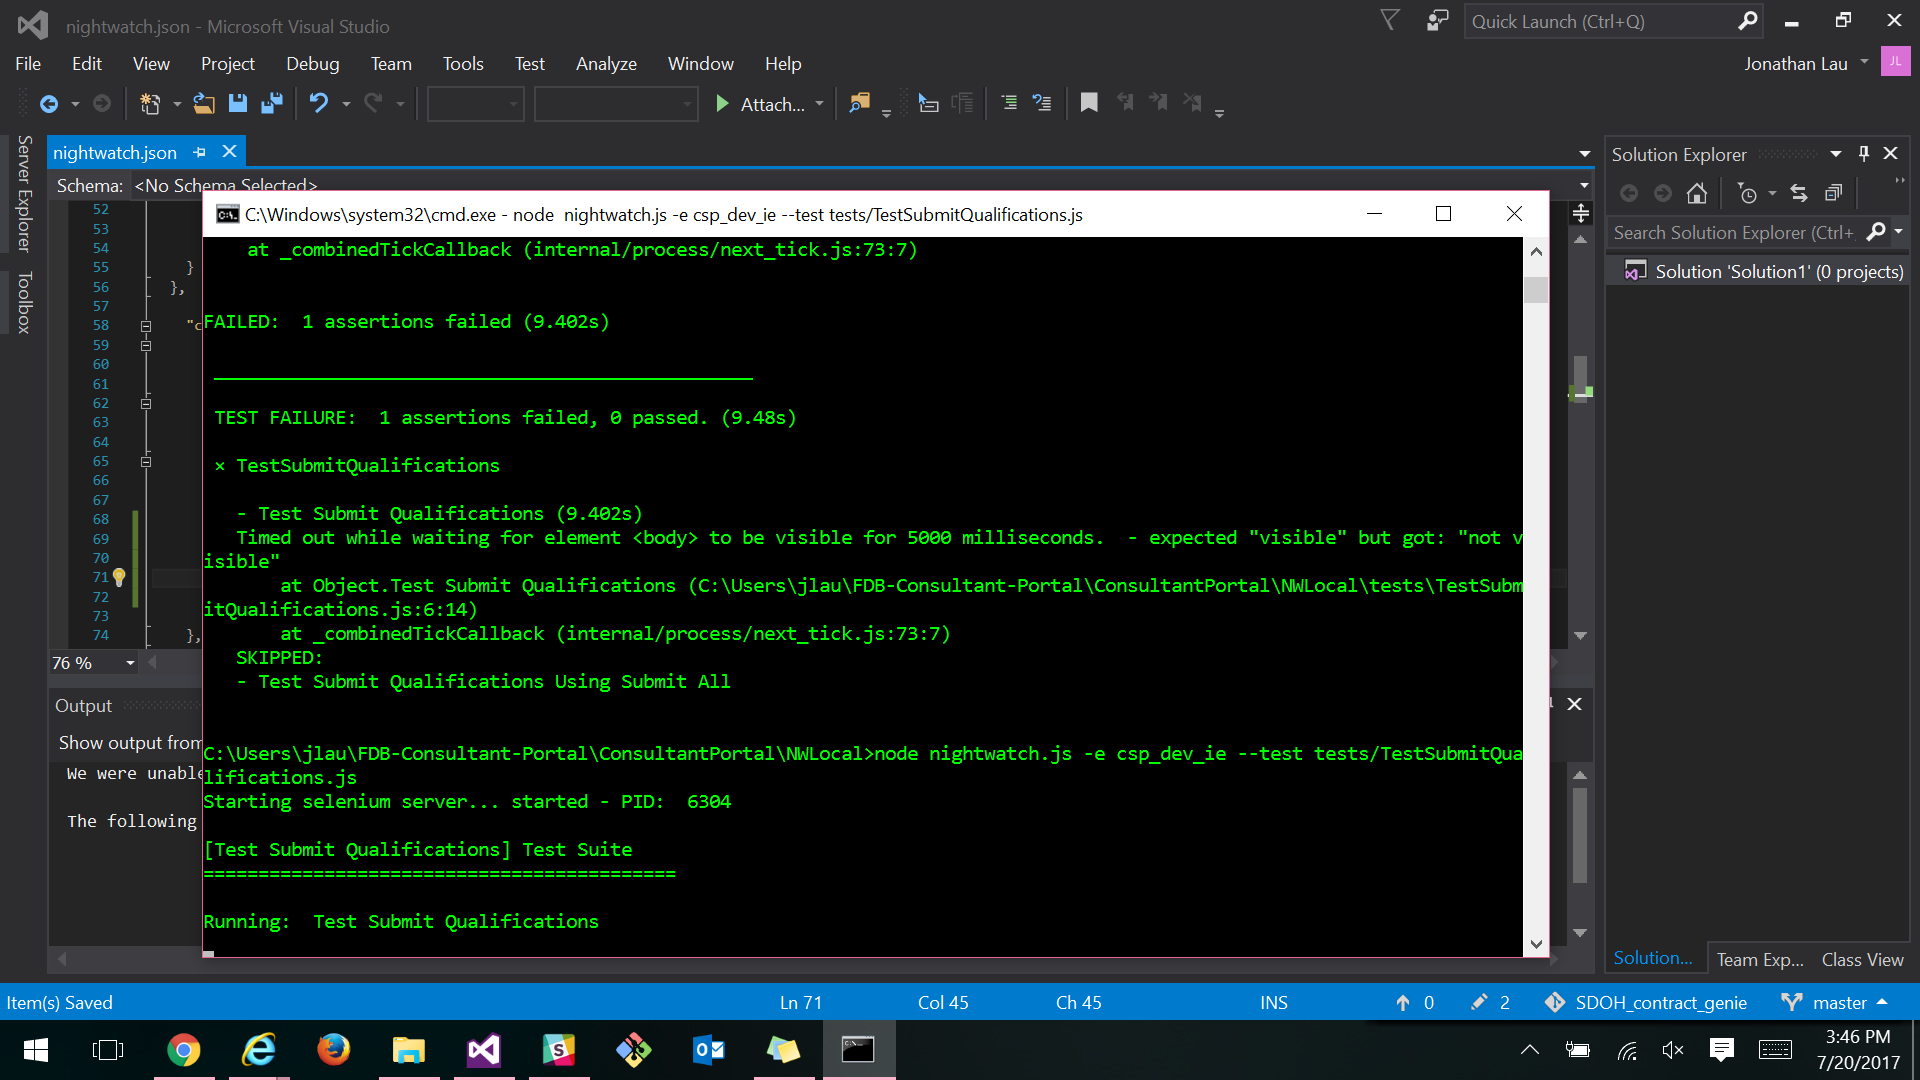 nightwatch.json - Microsoft Visual Studio
Quick Launch (Ctrl+Q)
File Edit View Project Debug Team Tools Test Analyze Window Help
Jonathan Lau JL
Attach...
Server Explorer
Toolbox
nightwatch.json
Schema: <No Schema Selected>
Solution Explorer
Search Solution Explorer (Ctrl+
Solution 'Solution1' (0 projects)
52
53
54
55 }
56 },
57
58 "c
59
60
61
62
63
64
65
66
67
68
69
70
71
72
73
74 },
76 %
C:\Windows\system32\cmd.exe - node  nightwatch.js -e csp_dev_ie --test tests/TestSubmitQualifications.js
at _combinedTickCallback (internal/process/next_tick.js:73:7)
FAILED:  1 assertions failed (9.402s)
TEST FAILURE:  1 assertions failed, 0 passed. (9.48s)
× TestSubmitQualifications
- Test Submit Qualifications (9.402s)
Timed out while waiting for element <body> to be visible for 5000 milliseconds.  - expected "visible" but got: "not v
isible"
at Object.Test Submit Qualifications (C:\Users\jlau\FDB-Consultant-Portal\ConsultantPortal\NWLocal\tests\TestSubm
itQualifications.js:6:14)
at _combinedTickCallback (internal/process/next_tick.js:73:7)
SKIPPED:
- Test Submit Qualifications Using Submit All
C:\Users\jlau\FDB-Consultant-Portal\ConsultantPortal\NWLocal>node nightwatch.js -e csp_dev_ie --test tests/TestSubmitQua
lifications.js
Starting selenium server... started - PID:  6304
[Test Submit Qualifications] Test Suite
===========================================
Running:  Test Submit Qualifications
Output
Show output from
We were unable
The following
Solution... Team Exp... Class View
Item(s) Saved Ln 71 Col 45 Ch 45 INS 0 2 SDOH_contract_genie master
3:46 PM
7/20/2017